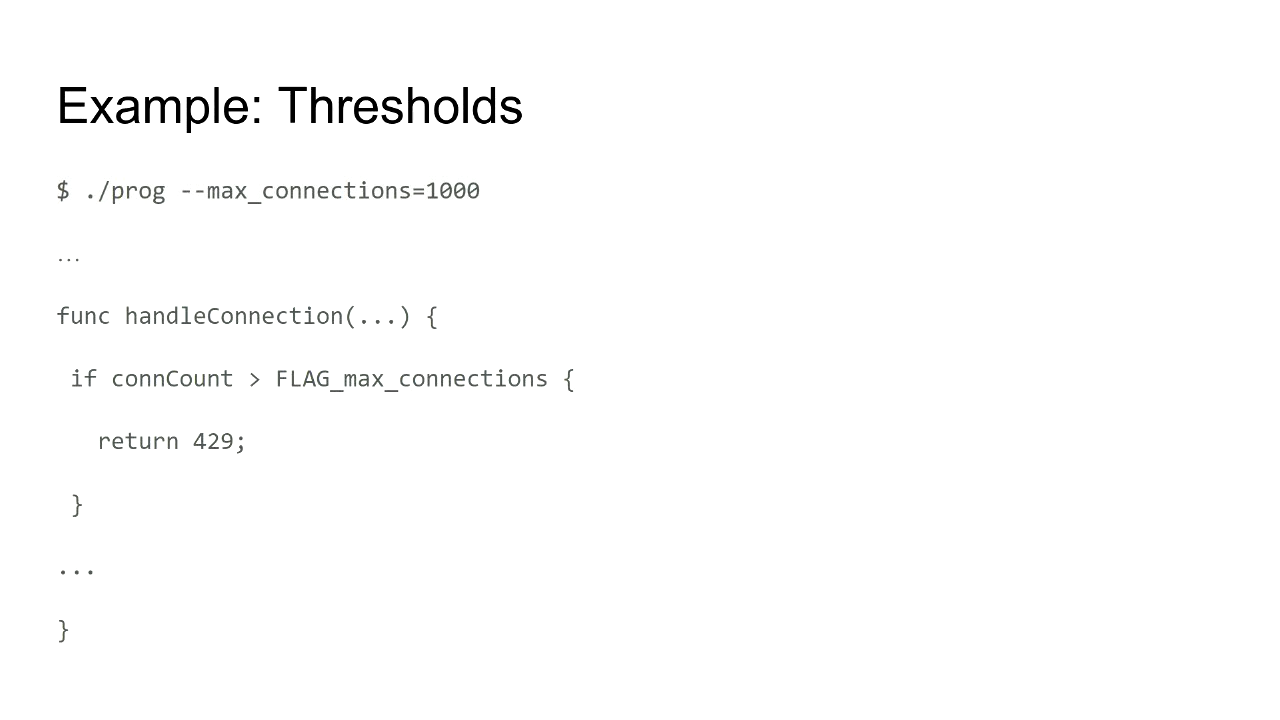 Example: Thresholds
$ ./prog --max_connections=1000
...
func handleConnection(...) {
if connCount > FLAG_max_connections {
return 429;
}
...
}